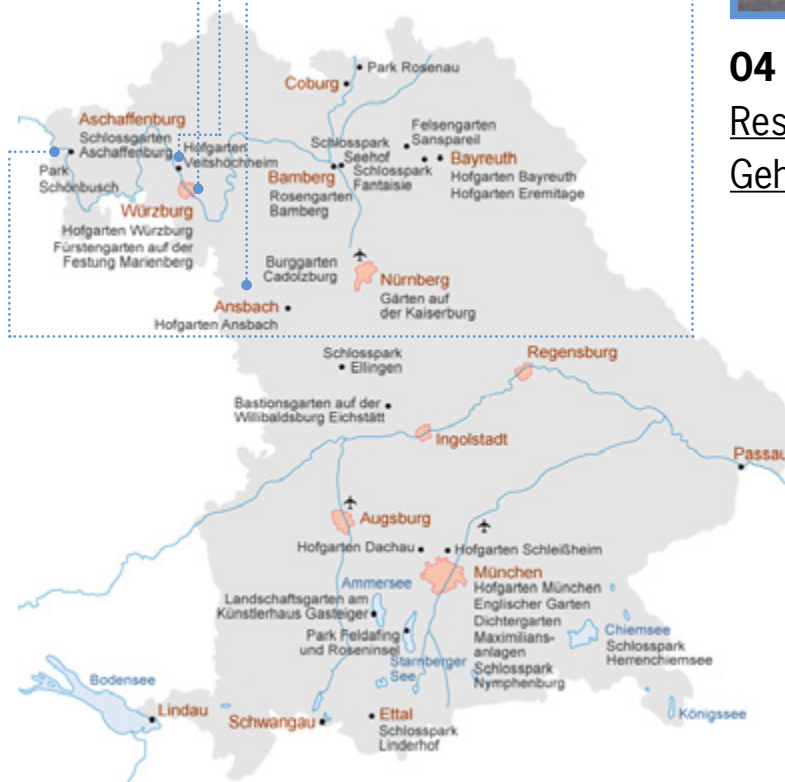 04
Res
Geh
Park Rosenau
Coburg
Aschaffenburg
Schlossgarten
Aschaffenburg
Park
Schönbusch
Hofgarten
Veitshöchheim
Würzburg
Hofgarten Würzburg
Fürstengarten auf der
Festung Marienberg
Schlosspark
Seehof
Bamberg
Rosengarten
Bamberg
Felsengarten
Sanspareil
Schlosspark
Fantaisie
Bayreuth
Hofgarten Bayreuth
Hofgarten Eremitage
Burggarten
Cadolzburg
Nürnberg
Gärten auf
der Kaiserburg
Ansbach
Hofgarten Ansbach
Schlosspark
Ellingen
Regensburg
Bastionsgarten auf der
Willibaldsburg Eichstätt
Ingolstadt
Passau
Augsburg
Hofgarten Dachau
Hofgarten Schleißheim
München
Hofgarten München
Englischer Garten
Dichtergarten
Maximilians-
anlagen
Schlosspark
Nymphenburg
Ammersee
Landschaftsgarten am
Künstlerhaus Gasteiger
Park Feldafing
und Roseninsel
Starnberger
See
Chiemsee
Schlosspark
Herrenchiemsee
Bodensee
Lindau
Schwangau
Ettal
Schlosspark
Linderhof
Königssee